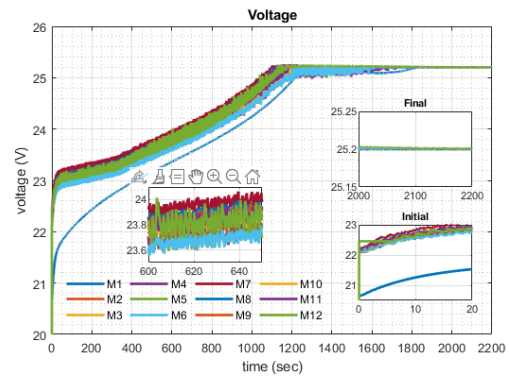 Voltage
26
25
24
23
22
21
20
voltage (V)
0 200 400 600 800 1000 1200 1400 1600 1800 2000 2200
time (sec)
24
23.8
23.6
600 620 640
Final
25.25
25.2
25.15
2000 2100 2200
Initial
23
22
21
0 10 20
M1 M4 M7 M10
M2 M5 M8 M11
M3 M6 M9 M12